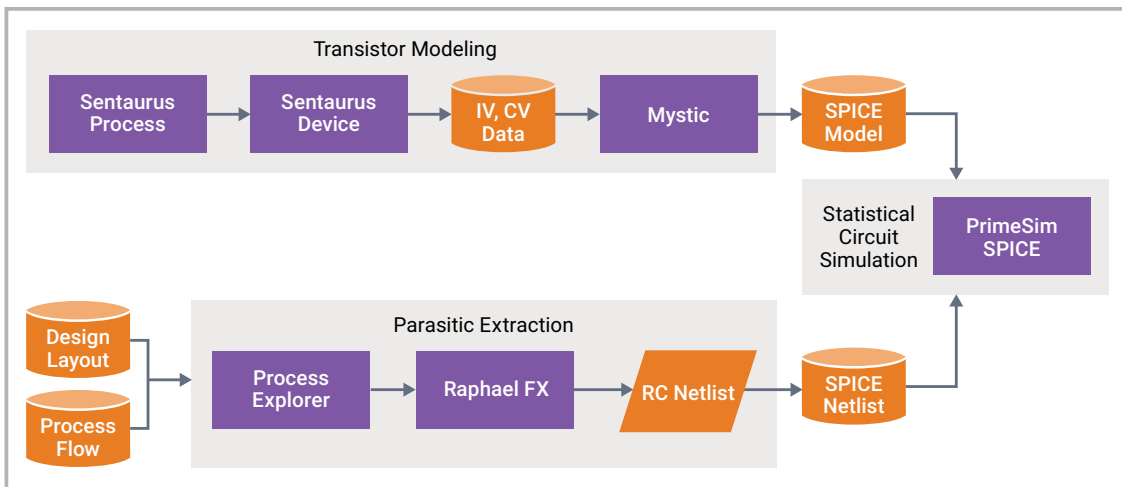 Transistor Modeling
Sentaurus
Process
Sentaurus
Device
IV, CV
Data
Mystic
SPICE
Model
Statistical
Circuit
Simulation
PrimeSim
SPICE
Design
Layout
Process
Flow
Parasitic Extraction
Process
Explorer
Raphael FX
RC Netlist
SPICE
Netlist